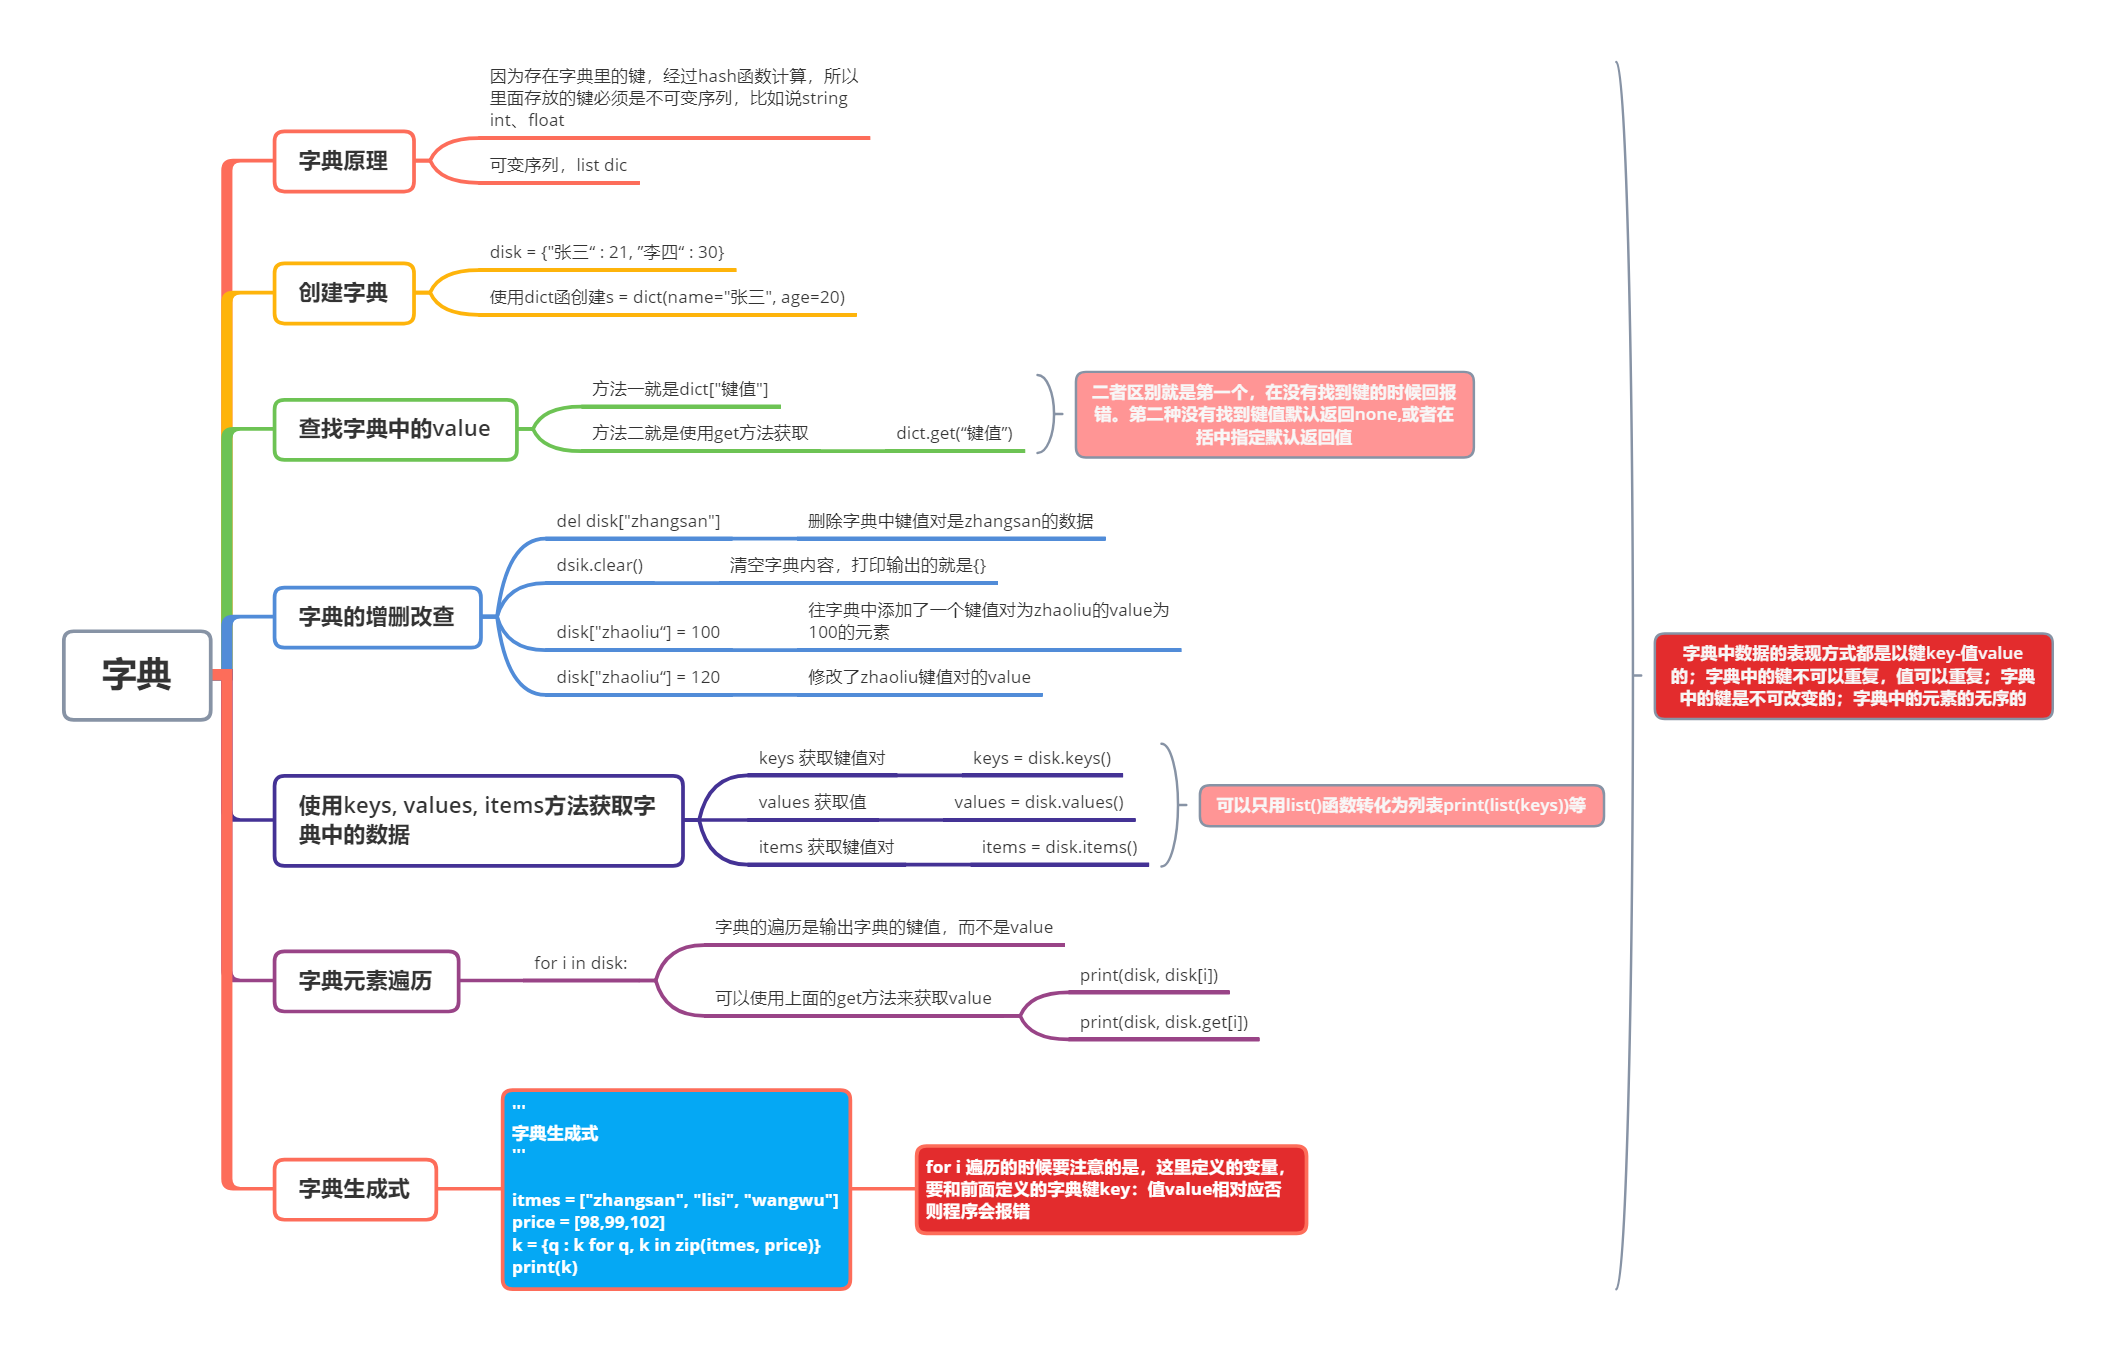 字典
字典原理
因为存在字典里的键，经过hash函数计算，所以
里面存放的键必须是不可变序列，比如说string
int、float
可变序列，list dic
创建字典
disk = {"张三“ : 21, ”李四“ : 30}
使用dict函创建s = dict(name="张三", age=20)
查找字典中的value
方法一就是dict["键值"]
方法二就是使用get方法获取
dict.get(“键值”)
二者区别就是第一个，在没有找到键的时候回报
错。第二种没有找到键值默认返回none,或者在
括中指定默认返回值
字典的增删改查
del disk["zhangsan"]
删除字典中键值对是zhangsan的数据
dsik.clear()
清空字典内容，打印输出的就是{}
disk["zhaoliu“] = 100
往字典中添加了一个键值对为zhaoliu的value为
100的元素
disk["zhaoliu“] = 120
修改了zhaoliu键值对的value
使用keys, values, items方法获取字
典中的数据
keys 获取键值对
keys = disk.keys()
values 获取值
values = disk.values()
items 获取键值对
items = disk.items()
可以只用list()函数转化为列表print(list(keys))等
字典元素遍历
for i in disk:
字典的遍历是输出字典的键值，而不是value
可以使用上面的get方法来获取value
print(disk, disk[i])
print(disk, disk.get[i])
字典生成式
'''
字典生成式
'''
itmes = ["zhangsan", "lisi", "wangwu"]
price = [98,99,102]
k = {q : k for q, k in zip(itmes, price)}
print(k)
for i 遍历的时候要注意的是，这里定义的变量，
要和前面定义的字典键key：值value相对应否
则程序会报错
字典中数据的表现方式都是以键key-值value
的；字典中的键不可以重复，值可以重复；字典
中的键是不可改变的；字典中的元素的无序的